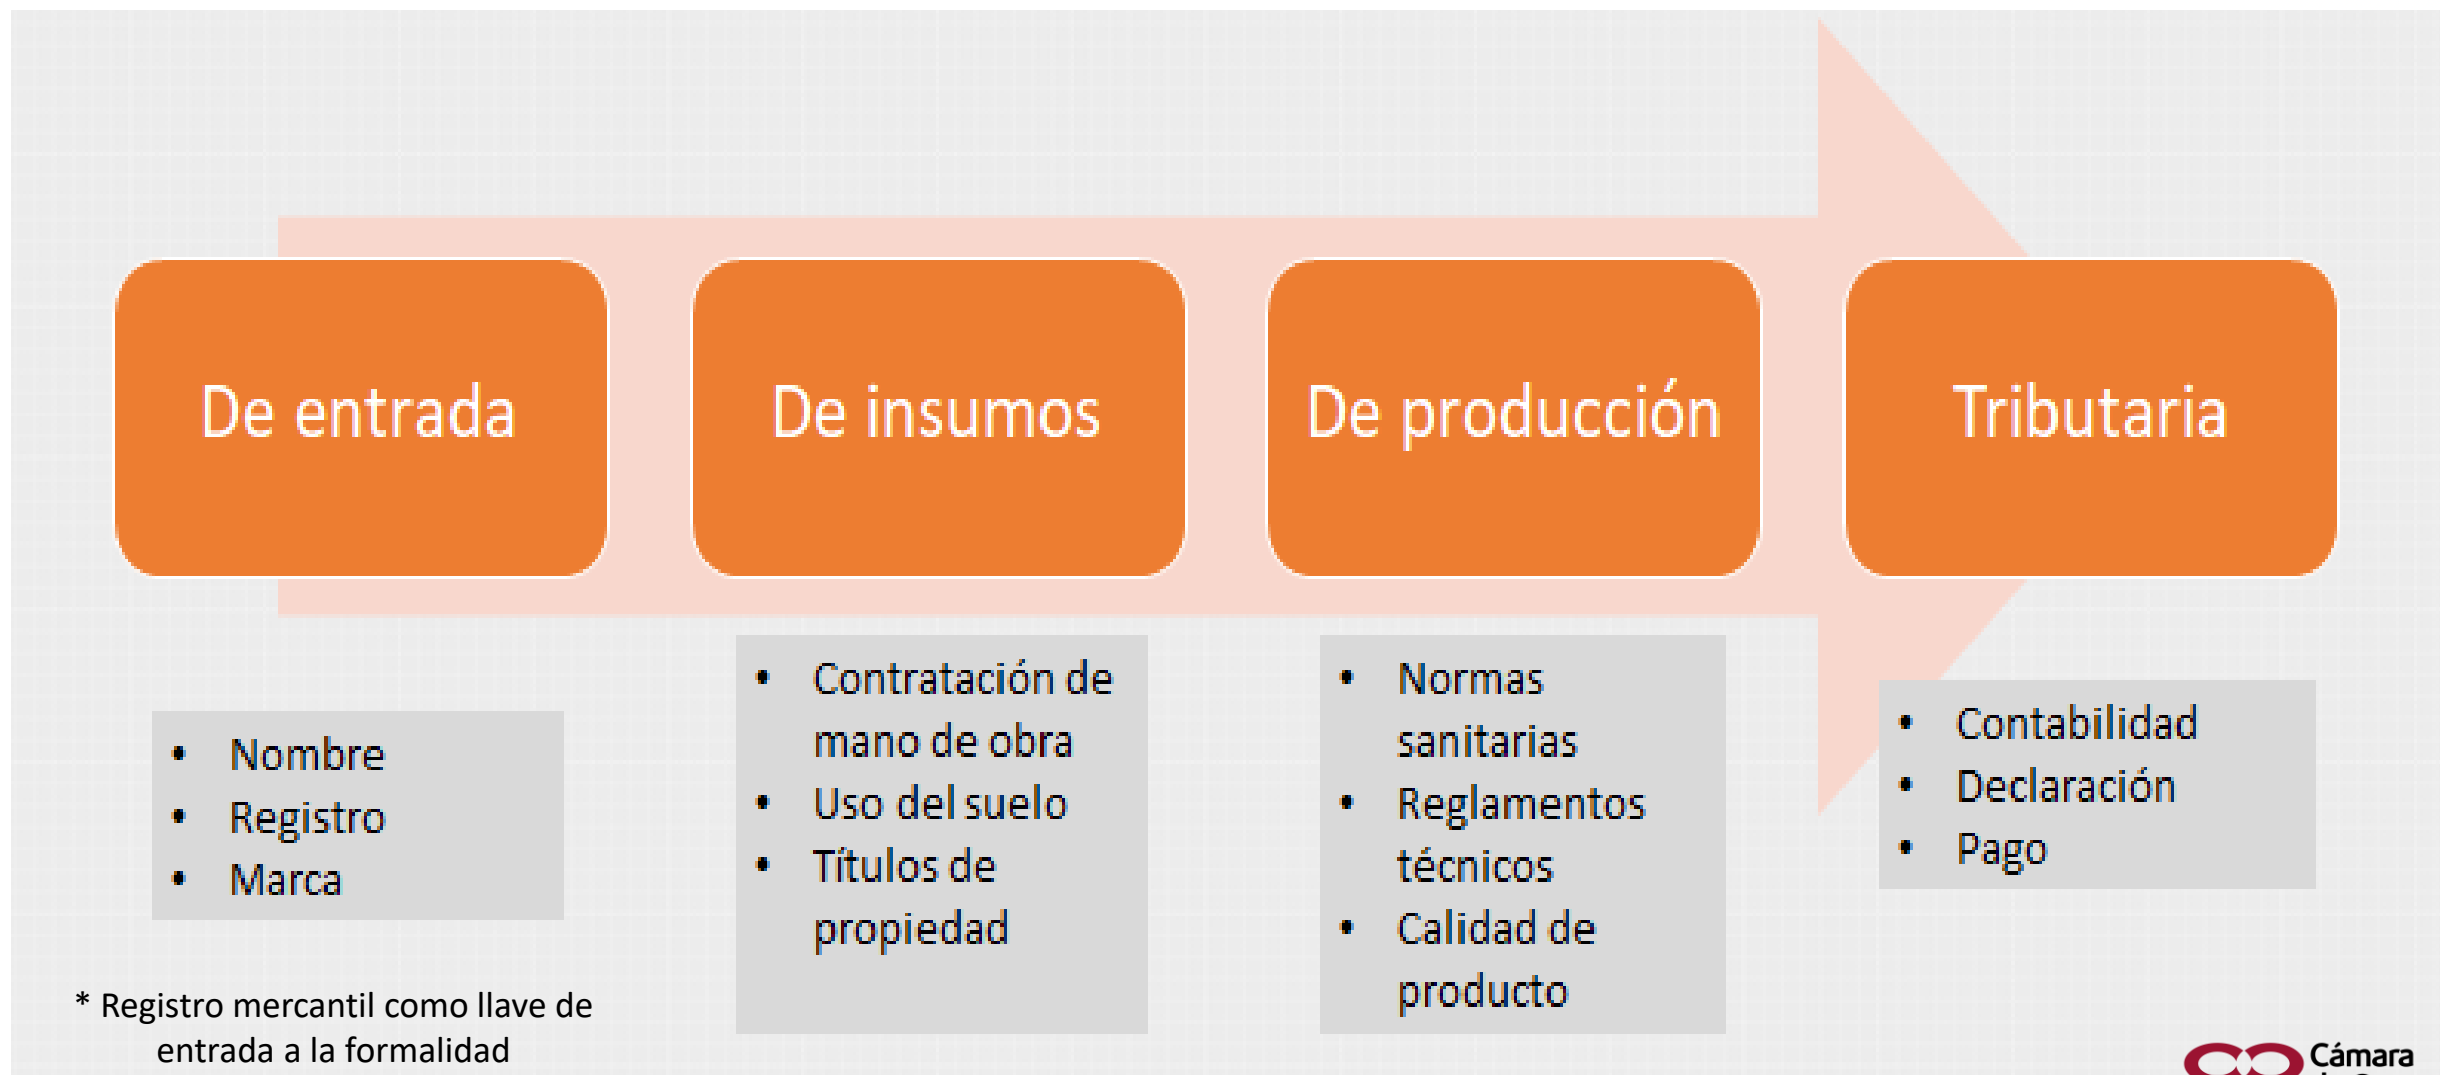 De entrada
De insumos
De producción
Tributaria
• Nombre
• Registro
• Marca
• Contratación de
mano de obra
• Uso del suelo
• Títulos de
propiedad
• Normas
sanitarias
• Reglamentos
técnicos
• Calidad de
producto
• Contabilidad
• Declaración
• Pago
* Registro mercantil como llave de
entrada a la formalidad
Cámara